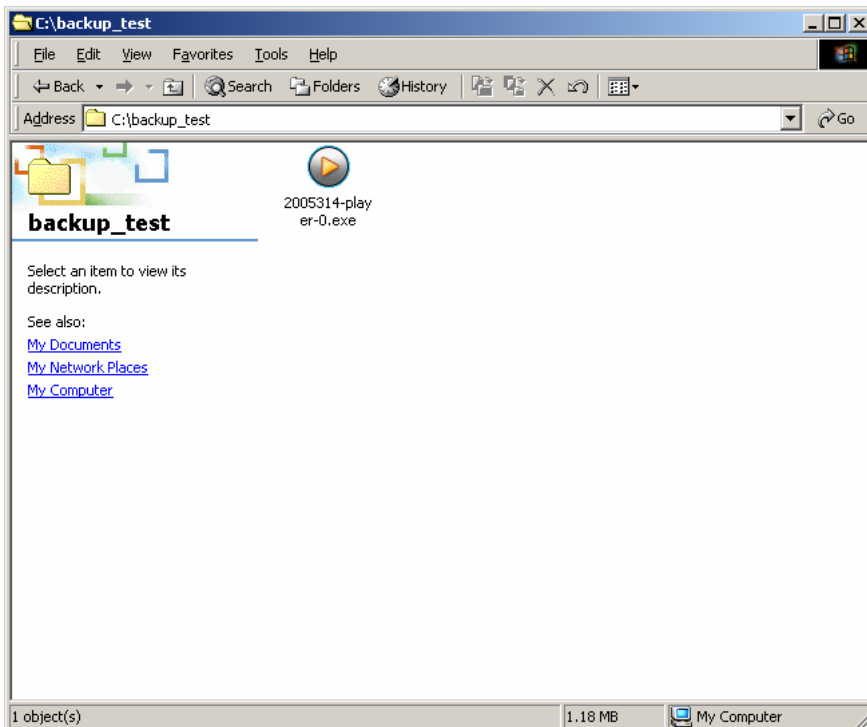 C:\backup_test
File Edit View Favorites Tools Help
Back Search Folders History
Address C:\backup_test Go
2005314-play
er-0.exe
backup_test
Select an item to view its
description.
See also:
My Documents
My Network Places
My Computer
1 object(s) 1.18 MB My Computer